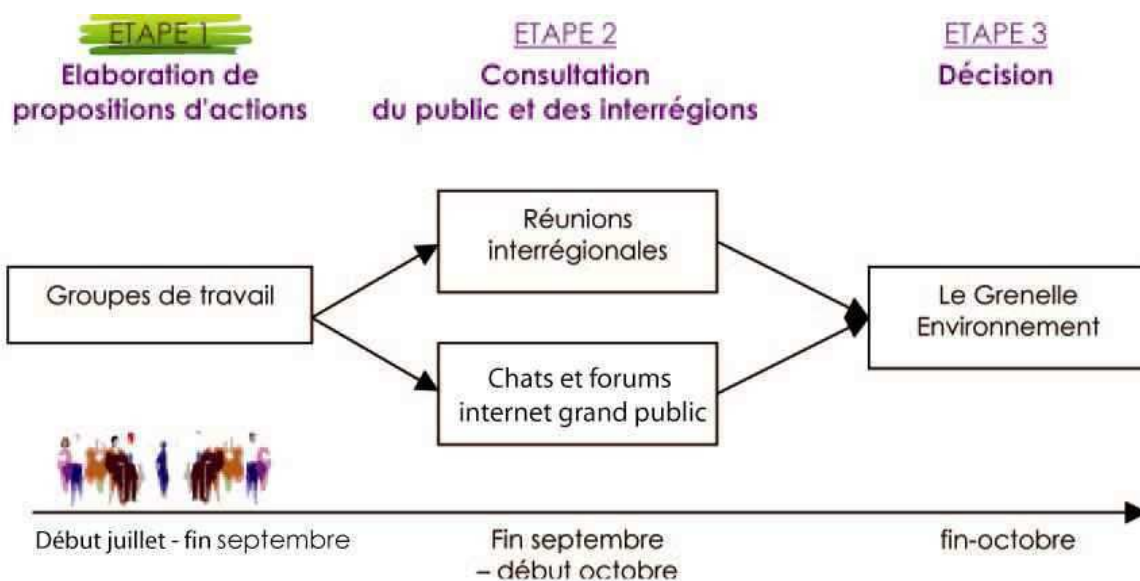 ETAPE 1
Elaboration de
propositions d'actions
ETAPE 2
Consultation
du public et des interrégions
ETAPE 3
Décision
Groupes de travail
Réunions
interrégionales
Chats et forums
internet grand public
Le Grenelle
Environnement
Début juillet - fin septembre
Fin septembre
– début octobre
fin-octobre